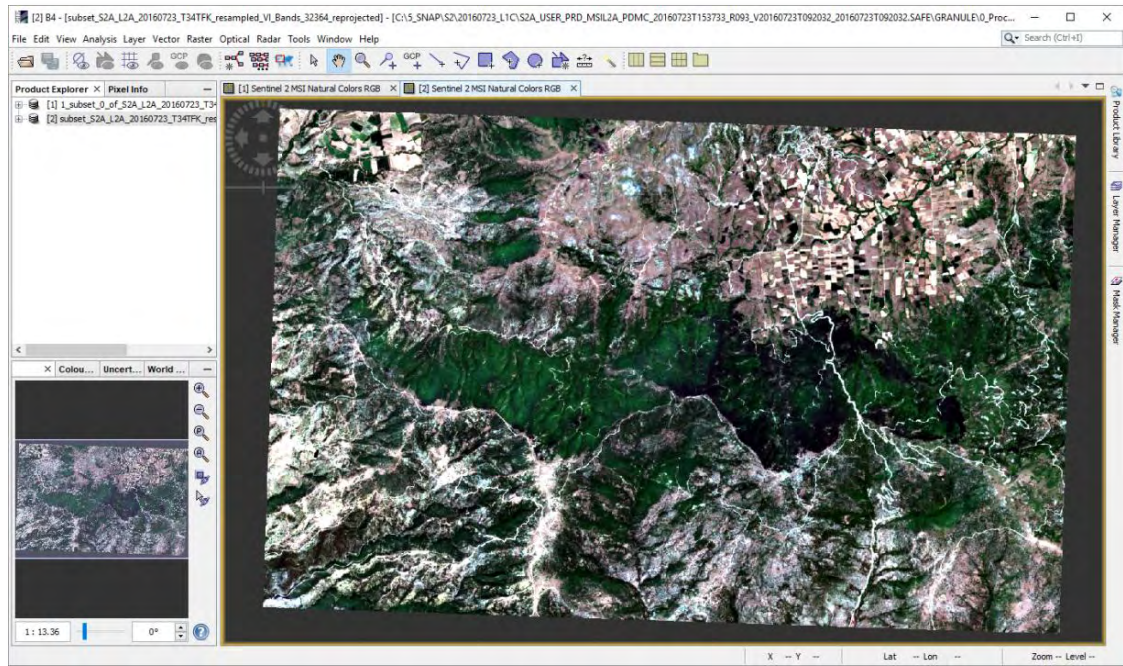 [2] B4 - [subset_S2A_L2A_20160723_T34TFK_resampled_VI_Bands_32364_reprojected] - [C:\5_SNAP\S2\20160723_L1C\S2A_USER_PRD_MSIL2A_PDMC_20160723T153733_R093_V20160723T092032_20160723T092032.SAFE\GRANULE\0_Proc...
File Edit View Analysis Layer Vector Raster Optical Radar Tools Window Help
Search (Ctrl+I)
GCP GCP
Product Explorer × Pixel Info
[1] Sentinel 2 MSI Natural Colors RGB × [2] Sentinel 2 MSI Natural Colors RGB ×
[1] 1_subset_0_of_S2A_L2A_20160723_T34
[2] subset_S2A_L2A_20160723_T34TFK_res
Product Library
Layer Manager
Mask Manager
× Colou... Uncert... World ...
1 : 13.36 0°
X -- Y -- Lat -- Lon -- Zoom -- Level --